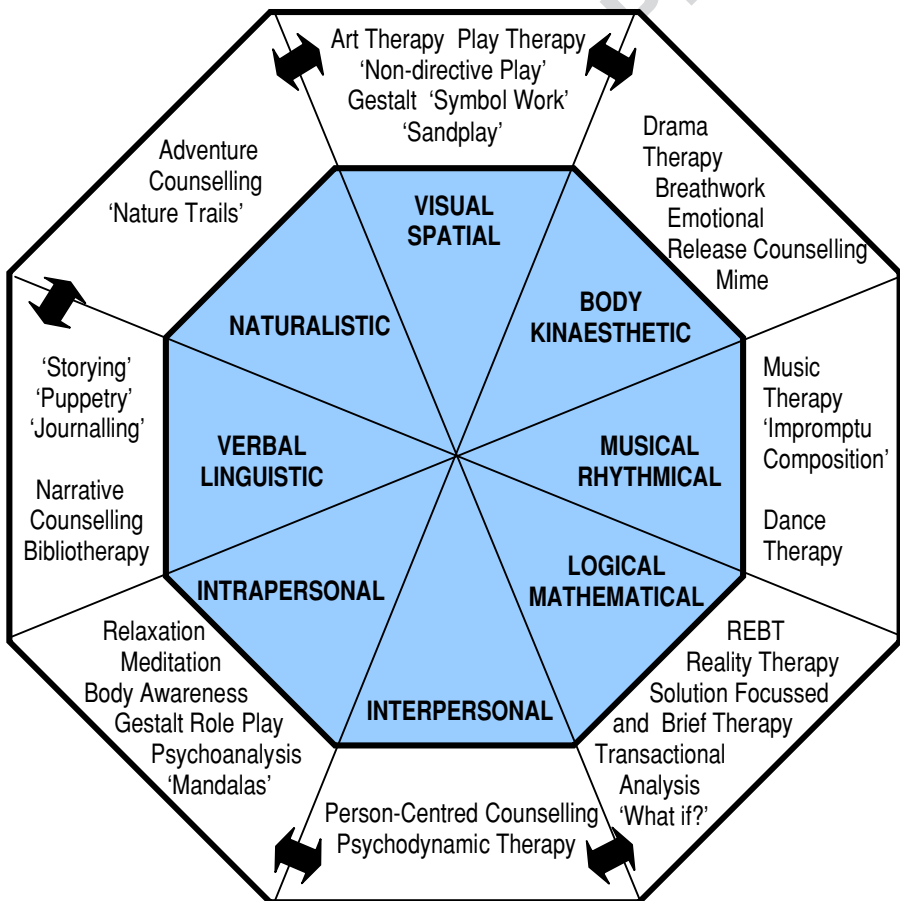 Art Therapy Play Therapy
‘Non-directive Play’
Gestalt ‘Symbol Work’
‘Sandplay’
Drama
Therapy
Breathwork
Emotional
Release Counselling
Mime
Music
Therapy
‘Impromptu
Composition’
Dance
Therapy
REBT
Reality Therapy
Solution Focussed
and Brief Therapy
Transactional
Analysis
‘What if?’
Person-Centred Counselling
Psychodynamic Therapy
Relaxation
Meditation
Body Awareness
Gestalt Role Play
Psychoanalysis
‘Mandalas’
‘Storying’
‘Puppetry’
‘Journalling’
Narrative
Counselling
Bibliotherapy
Adventure
Counselling
‘Nature Trails’
VISUAL
SPATIAL
BODY
KINAESTHETIC
MUSICAL
RHYTHMICAL
LOGICAL
MATHEMATICAL
INTERPERSONAL
INTRAPERSONAL
VERBAL
LINGUISTIC
NATURALISTIC